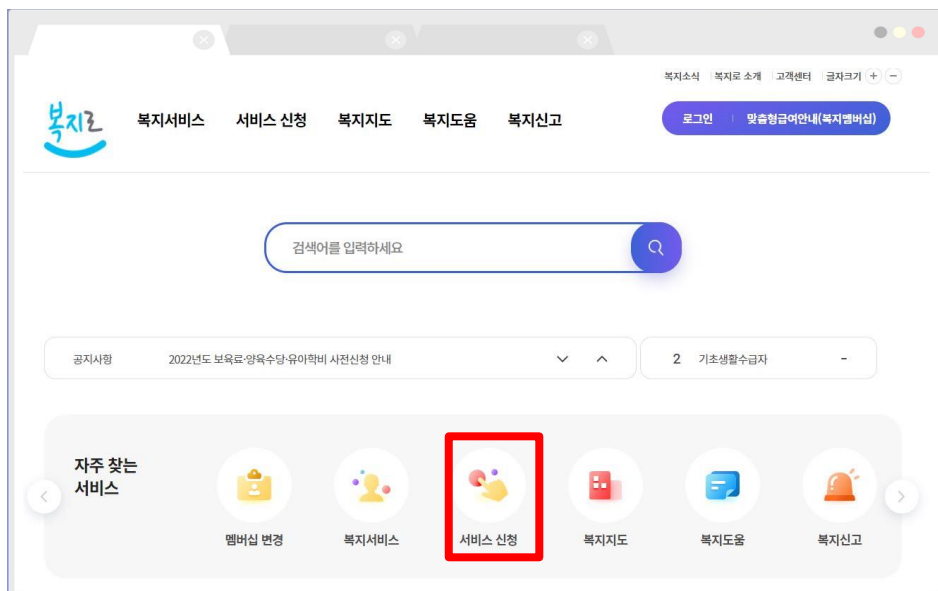 복지소식 복지로 소개 고객센터 글자크기 + -
복지로
복지서비스 서비스 신청 복지지도 복지도움 복지신고
로그인 맞춤형급여안내(복지멤버십)
검색어를 입력하세요
공지사항 2022년도 보육료·양육수당·유아학비 사전신청 안내
2 기초생활수급자 -
자주 찾는
서비스
멤버십 변경 복지서비스 서비스 신청 복지지도 복지도움 복지신고